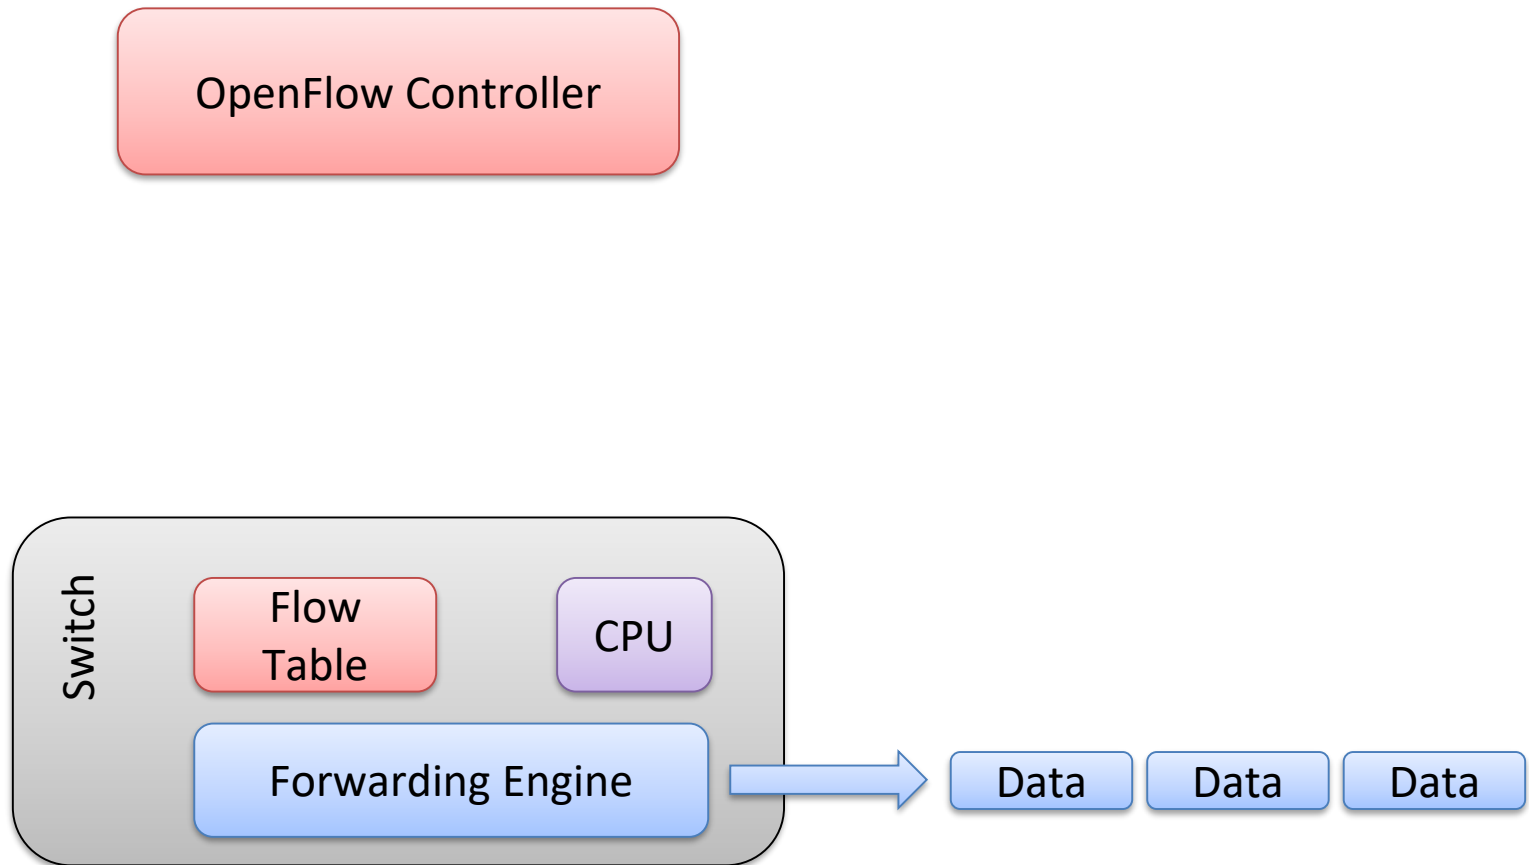 OpenFlow Controller
Switch
Flow
Table
CPU
Forwarding Engine
Data
Data
Data